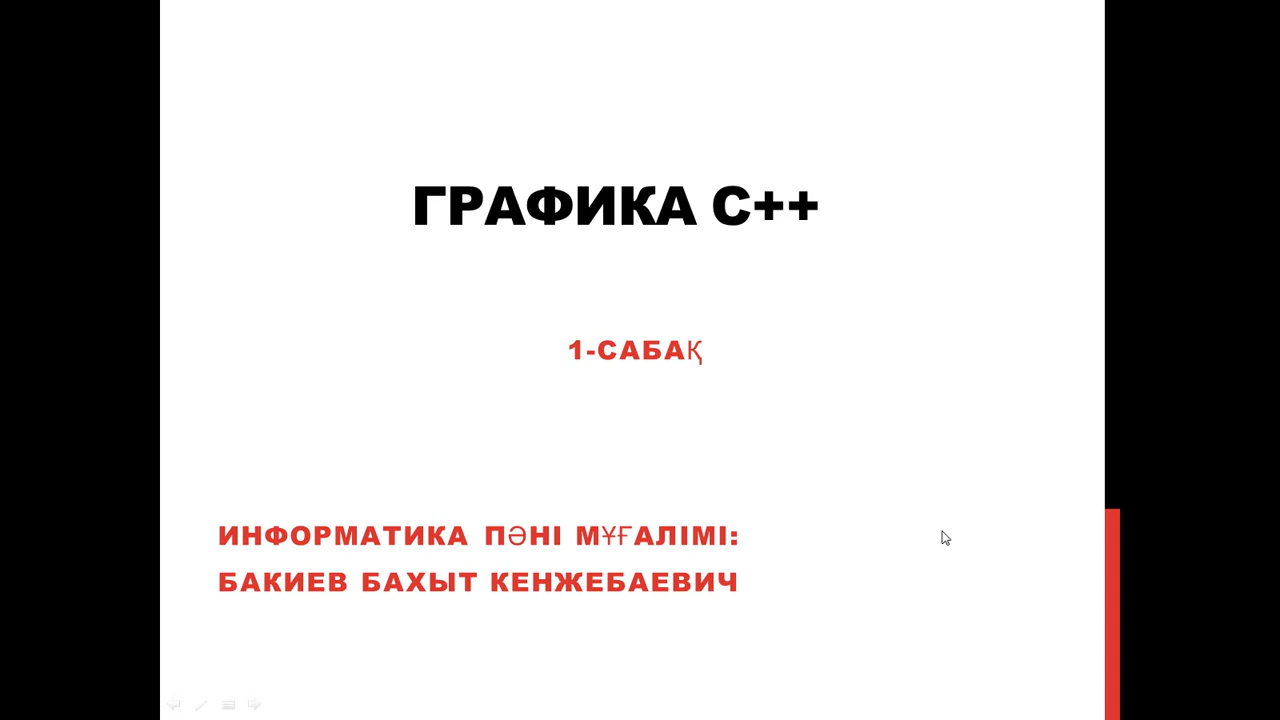 ГРАФИКА С++
1-САБАҚ
ИНФОРМАТИКА ПӘНІ МҰҒАЛІМІ:
БАКИЕВ БАХЫТ КЕНЖЕБАЕВИЧ